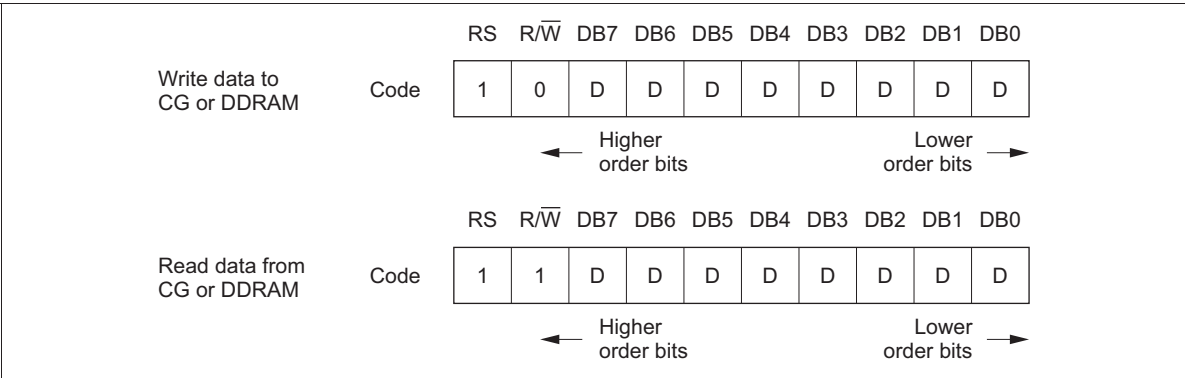 RS R/W̅ DB7 DB6 DB5 DB4 DB3 DB2 DB1 DB0
Write data to
CG or DDRAM
Code 1 0 D D D D D D D D
Higher
order bits
Lower
order bits
RS R/W̅ DB7 DB6 DB5 DB4 DB3 DB2 DB1 DB0
Read data from
CG or DDRAM
Code 1 1 D D D D D D D D
Higher
order bits
Lower
order bits